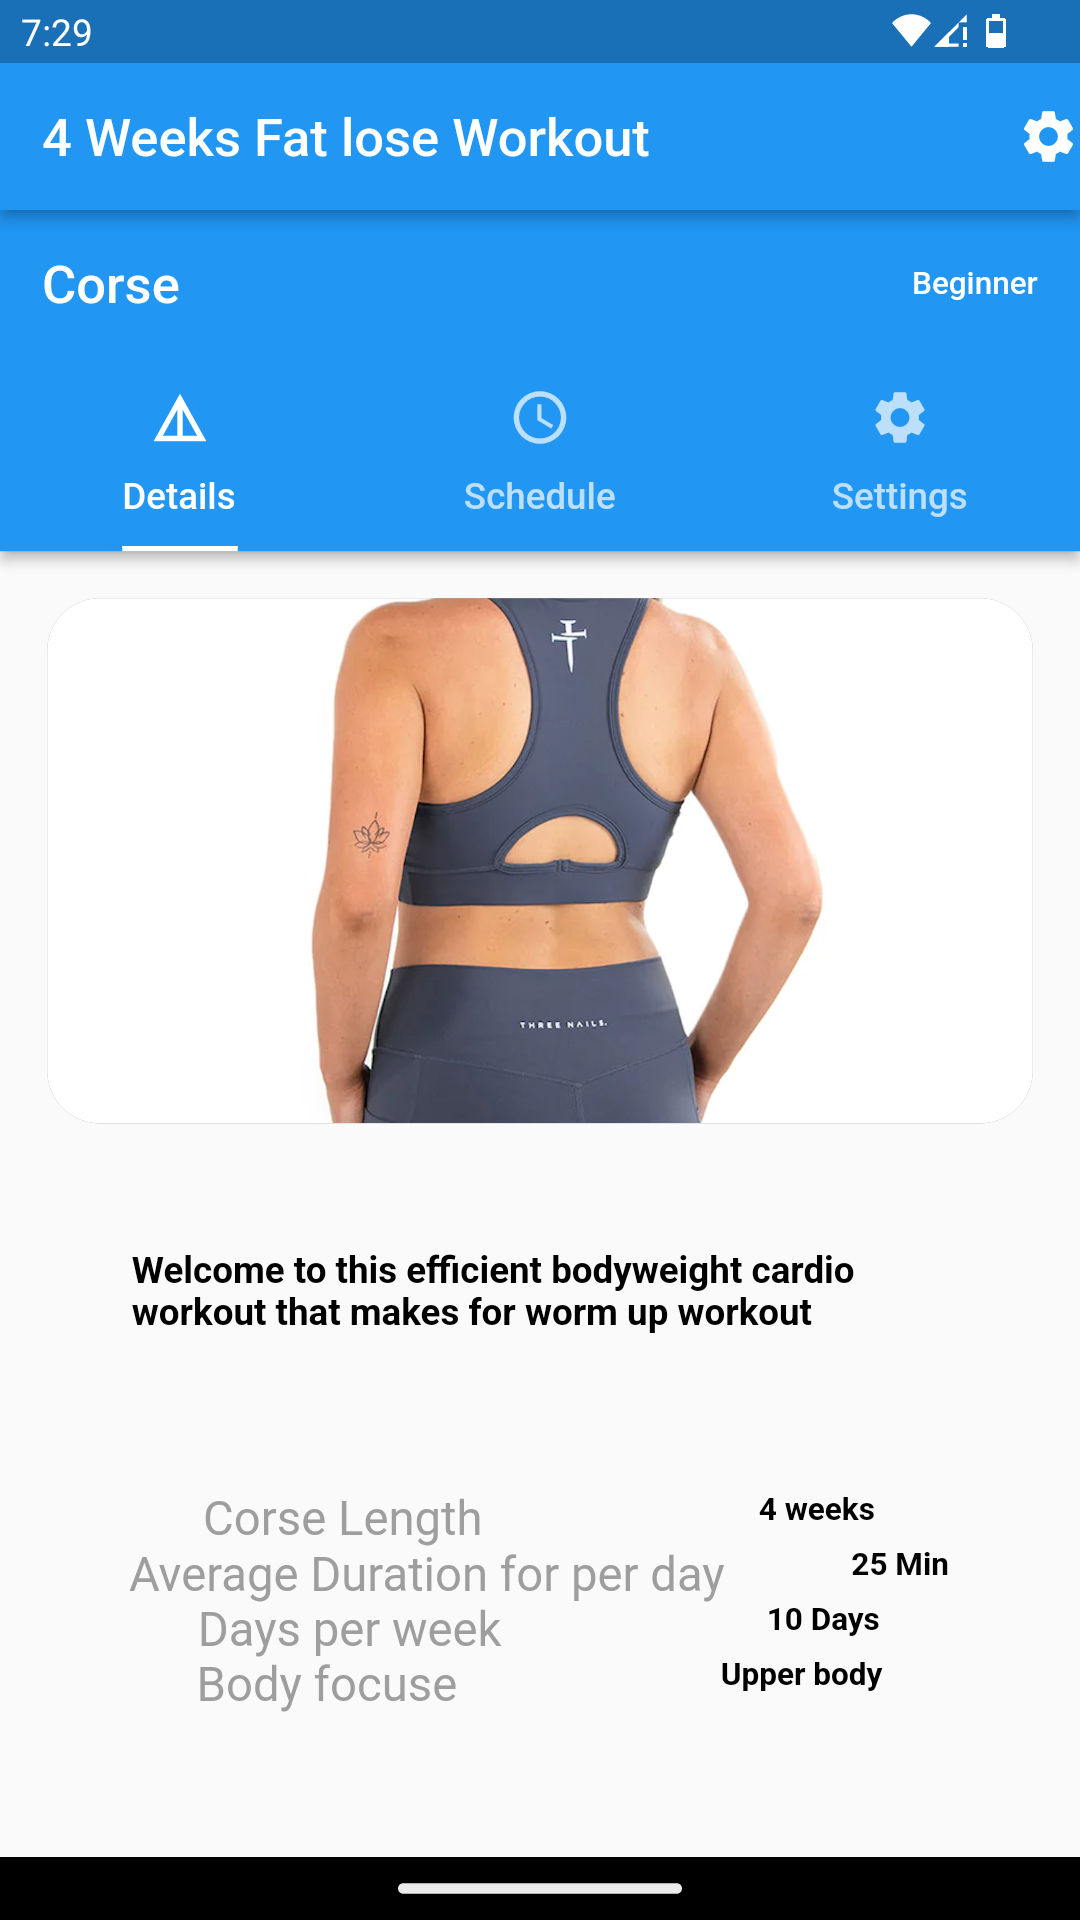 7:29
4 Weeks Fat lose Workout
Corse
Beginner
Details
Schedule
Settings
THREE NAILS.
Welcome to this efficient bodyweight cardio
workout that makes for worm up workout
Corse Length
4 weeks
Average Duration for per day
25 Min
Days per week
10 Days
Body focuse
Upper body